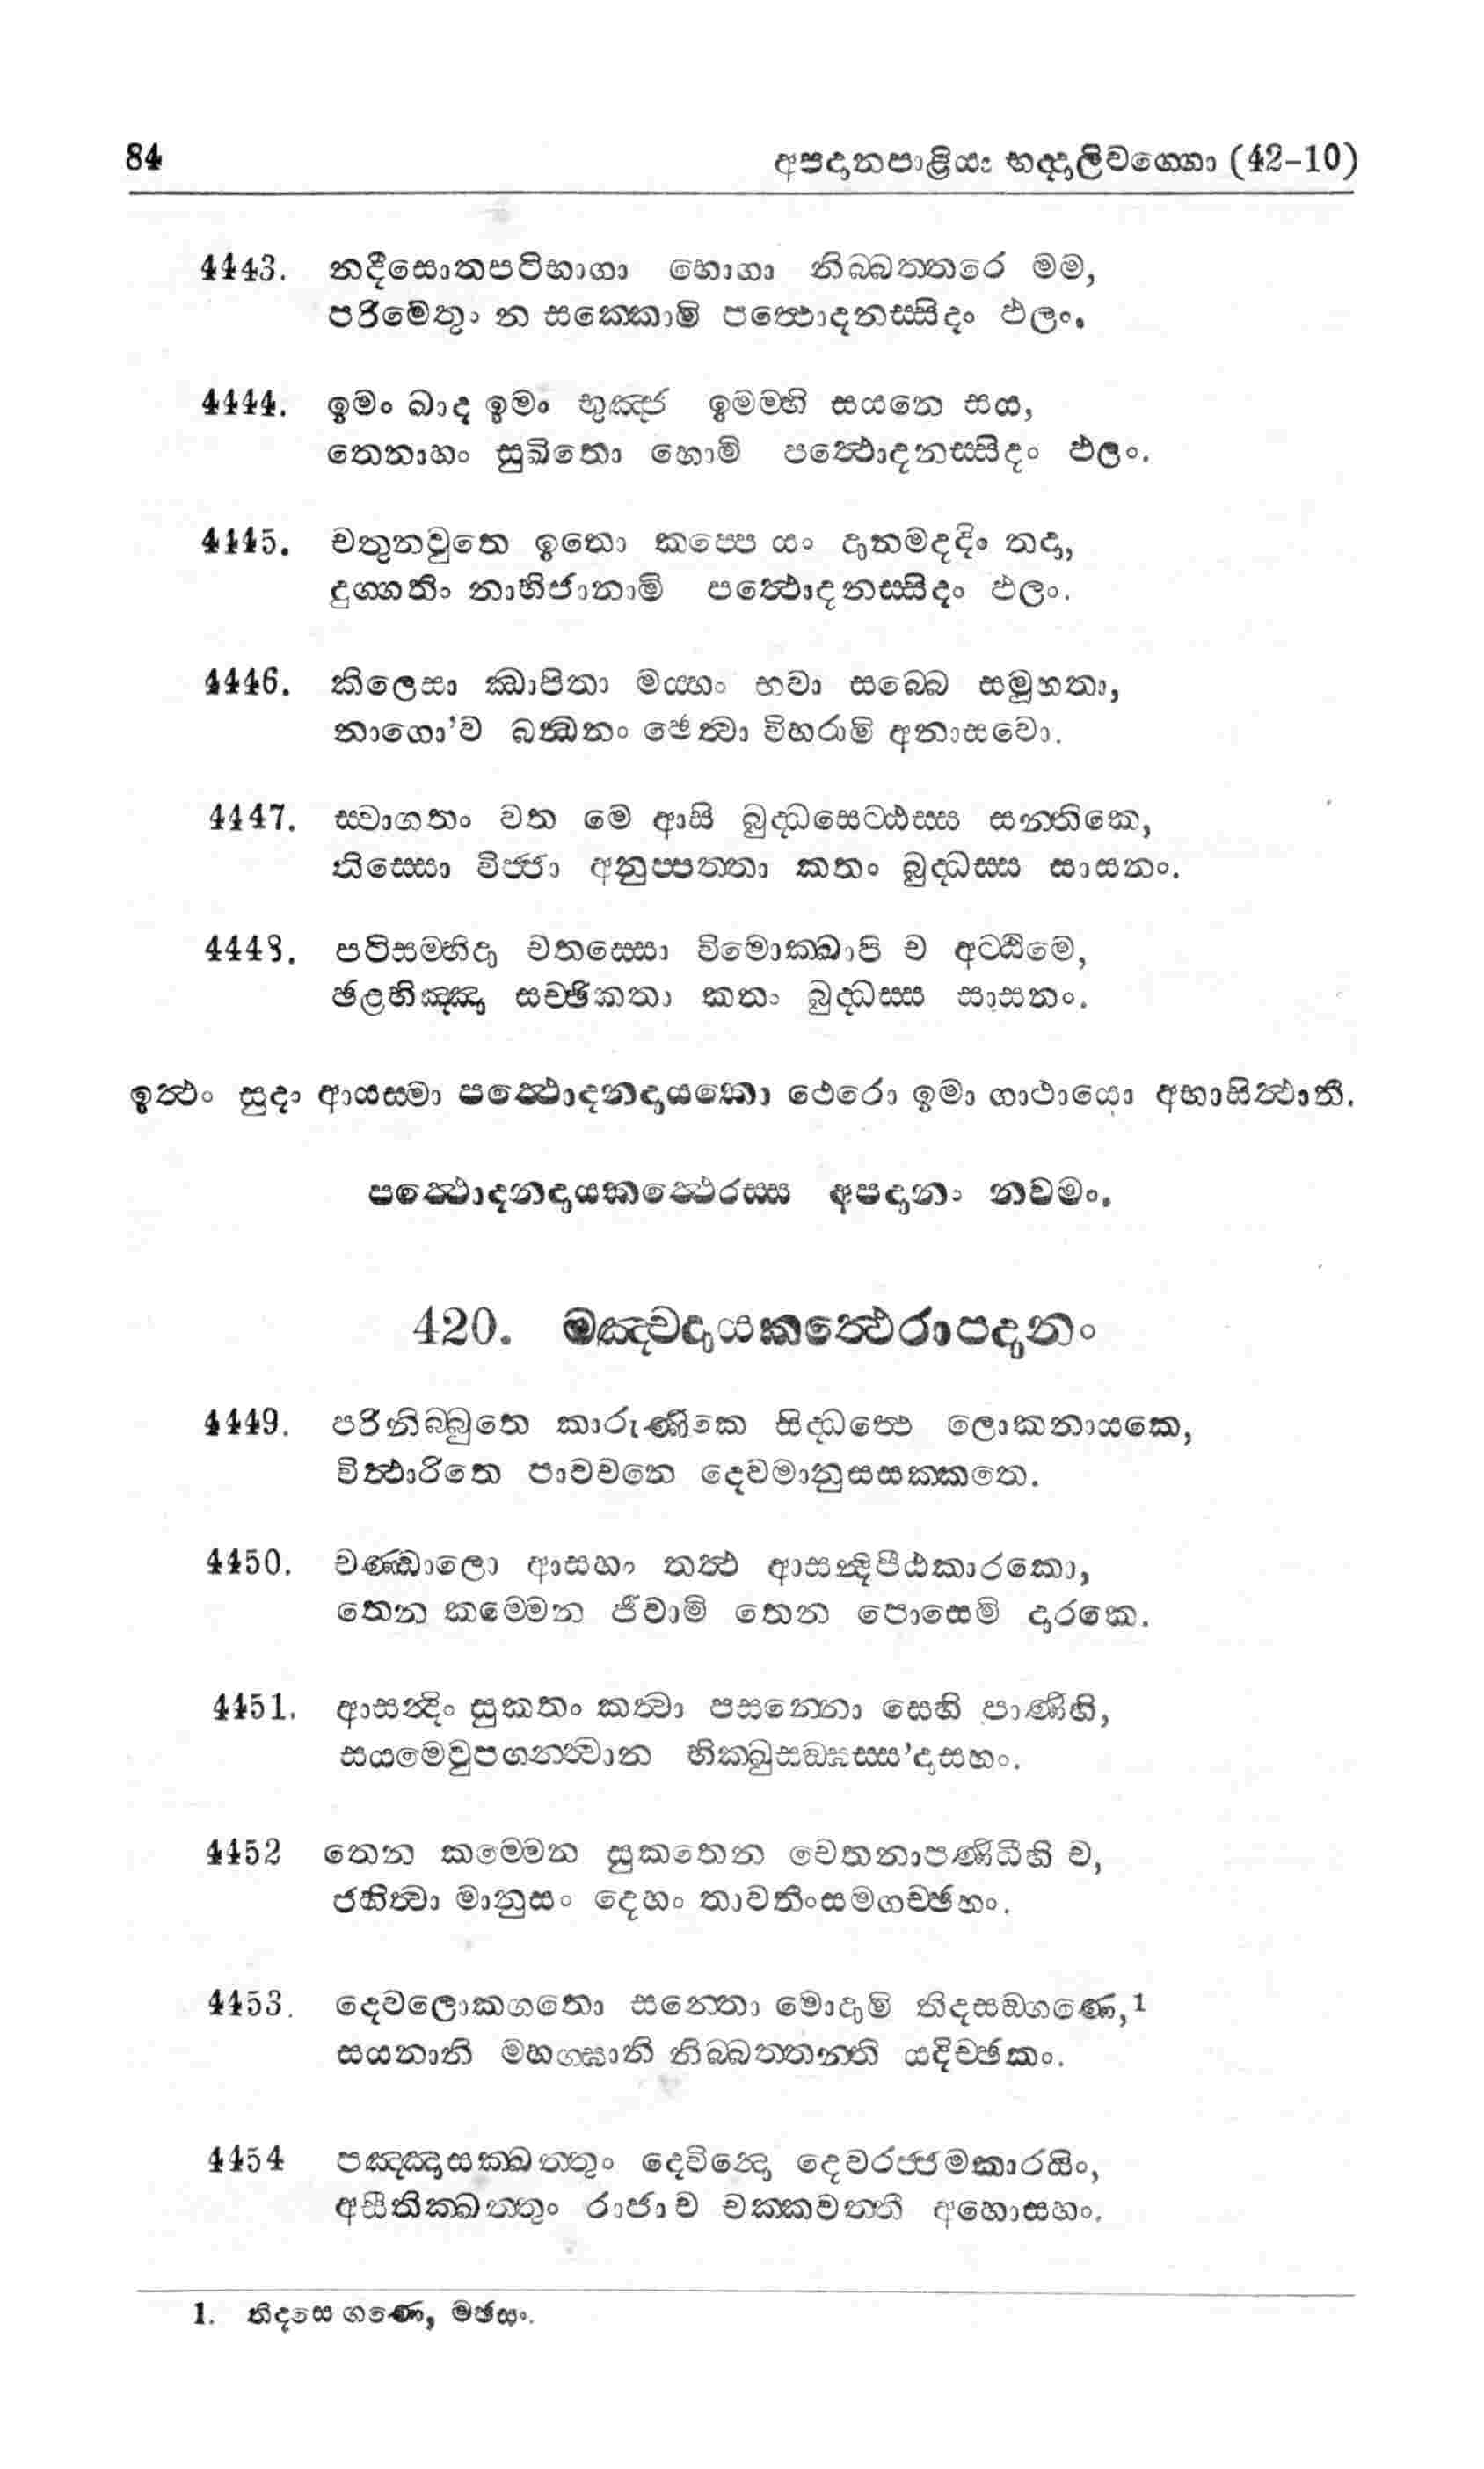 84 අපදානපාළියං භද්දාලිවග්ගො (42-10)
4443. නදීසොතපටිභාගා භොගා නිබ්බත්තරෙ මම,
පරිමෙතුං න සක්කොමි පත්ථොදනස්සිදං ඵලං.
4444. ඉමං ඛාද ඉමං භුඤ්ජ ඉමම්හි සයනෙ සය,
තෙනාහං සුඛිතො හොමි පත්ථොදනස්සිදං ඵලං.
4445. චතුනවුතෙ ඉතො කප්පෙ යං දානමදදිං තදා,
දුග්ගතිං නාභිජානාමි පත්ථොදනස්සිදං ඵලං.
4446. කිලෙසා ඣාපිතා මය්හං භවා සබ්බෙ සමූහතා,
නාගො'ව බන්ධනං ඡෙත්වා විහරාමි අනාසවො.
4447. ස්වාගතං වත මෙ ආසි බුද්ධසෙට්ඨස්ස සන්තිකෙ,
තිස්සො විජ්ජා අනුප්පත්තා කතං බුද්ධස්ස සාසනං.
4448. පටිසම්භිදා චතස්සො විමොක්ඛාපි ච අට්ඨිමෙ,
ඡළභිඤ්ඤා සච්ඡිකතා කතං බුද්ධස්ස සාසනං.
ඉත්ථං සුදං ආයස්මා පත්ථොදනදායකො ථෙරො ඉමා ගාථායො අභාසිත්ථාති.
පත්ථොදනදායකත්ථෙරස්ස අපදානං නවමං.
420. මඤ්චදායකත්ථෙරාපදානං
4449. පරිනිබ්බුතෙ කාරුණිකෙ සිද්ධත්ථෙ ලොකනායකෙ,
විත්ථාරිතෙ පාවචනෙ දෙවමානුසසක්කතෙ.
4450. චණ්ඩාලො ආසහං තත්ථ ආසන්දිපීඨකාරකො,
තෙන කම්මෙන ජීවාමි තෙන පොසෙමි දාරකෙ.
4451. ආසන්දිං සුකතං කත්වා පසන්නො සෙහි පාණිහි,
සයමෙවුපගන්ත්වාන භික්ඛුසඞ්ඝස්ස'දාසහං.
4452 තෙන කම්මෙන සුකතෙන චෙතනාපණිධීහි ච,
ජහිත්වා මානුසං දෙහං තාවතිංසමගච්ඡහං.
4453. දෙවලොකගතො සන්තො මොදාමි තිදසඞ්ගණෙ,1
සයනානි මහග්ඝානි නිබ්බත්තන්ති යදිච්ඡකං.
4454 පඤ්ඤාසක්ඛත්තුං දෙවින්දො දෙවරජ්ජමකාරයිං,
අසීතික්ඛත්තුං රාජා ච චක්කවත්තී අහොසහං.
1. තිදසෙ ගණෙ, මඡසං.